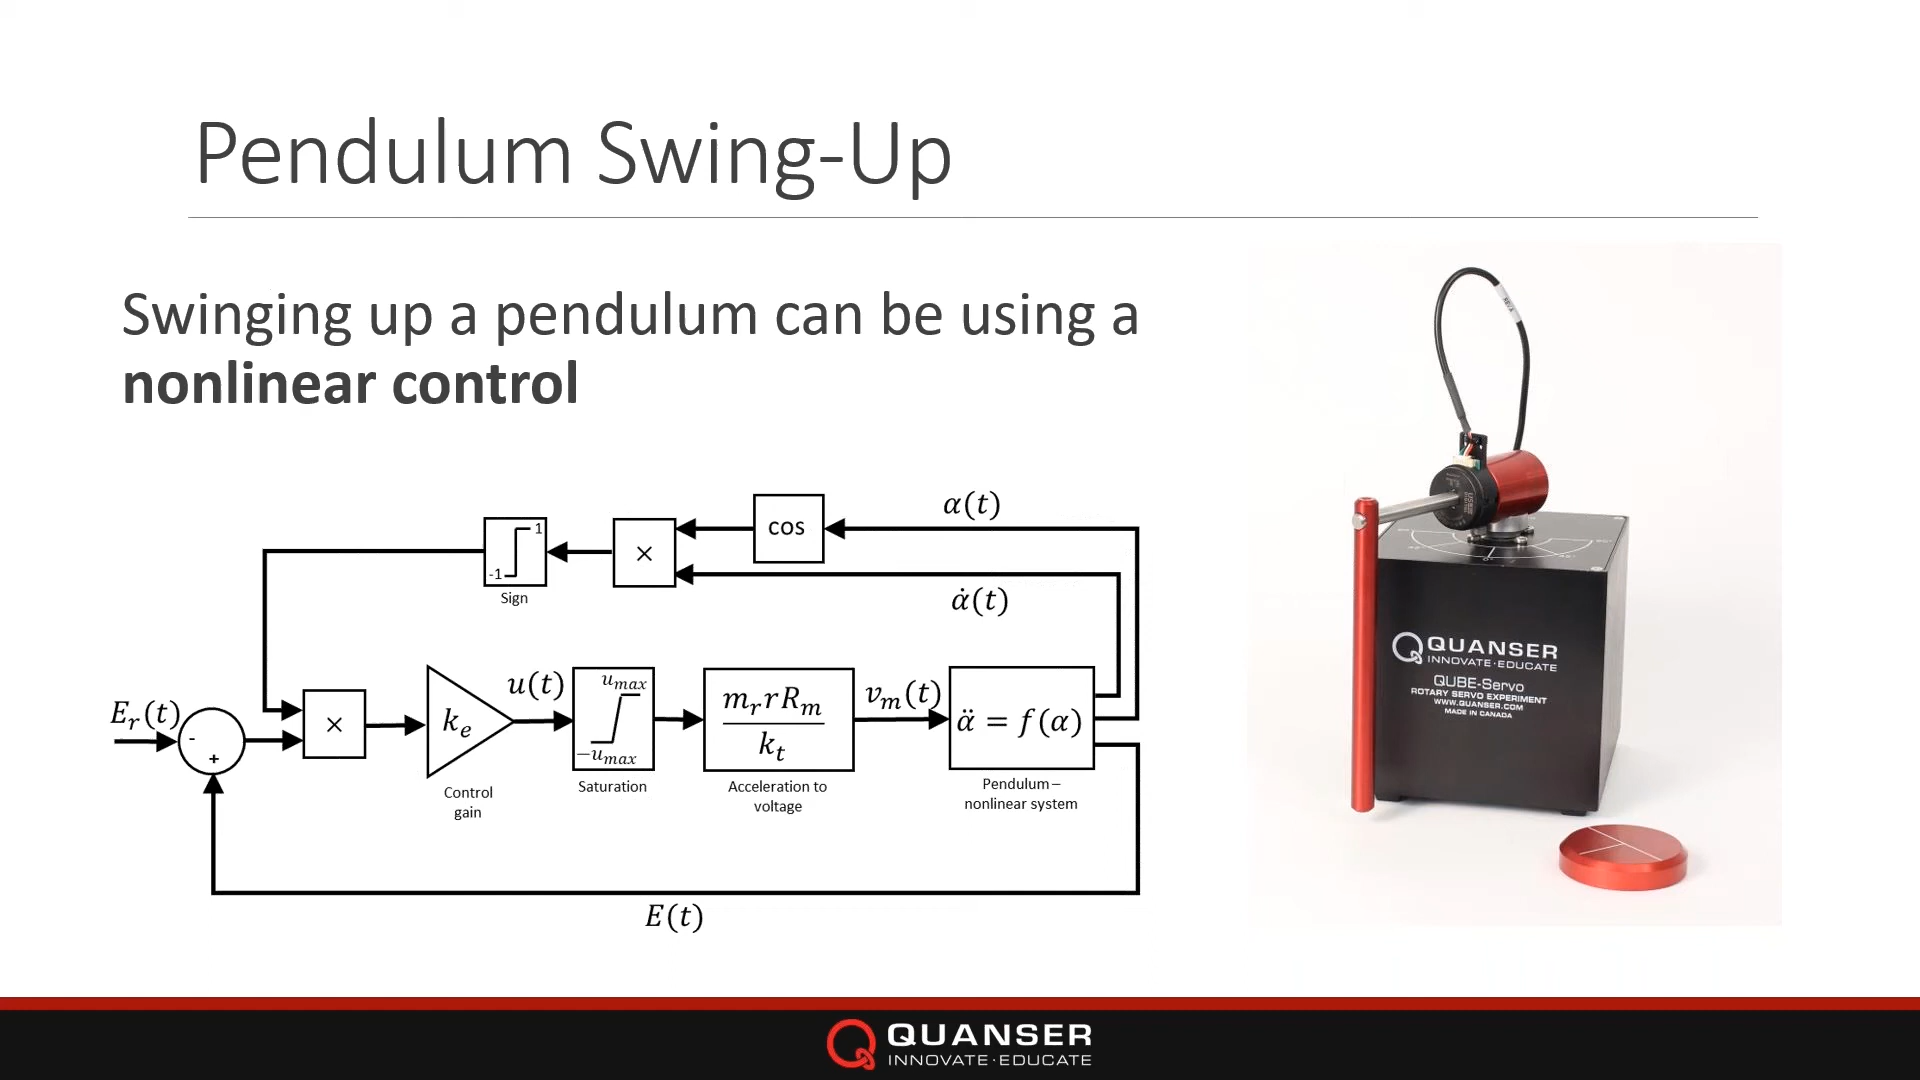 Pendulum Swing-Up
Swinging up a pendulum can be using a
nonlinear control
α(t)
cos
×
1
-1
Sign
α̇(t)
E_r(t)
-
+
×
k_e
Control
gain
u(t)
u_max
−u_max
Saturation
m_r r R_m
k_t
Acceleration to
voltage
v_m(t)
α̈ = f(α)
Pendulum –
nonlinear system
E(t)
QUANSER
INNOVATE·EDUCATE
QUBE-Servo
ROTARY SERVO EXPERIMENT
WWW.QUANSER.COM
MADE IN CANADA
QUANSER
INNOVATE·EDUCATE